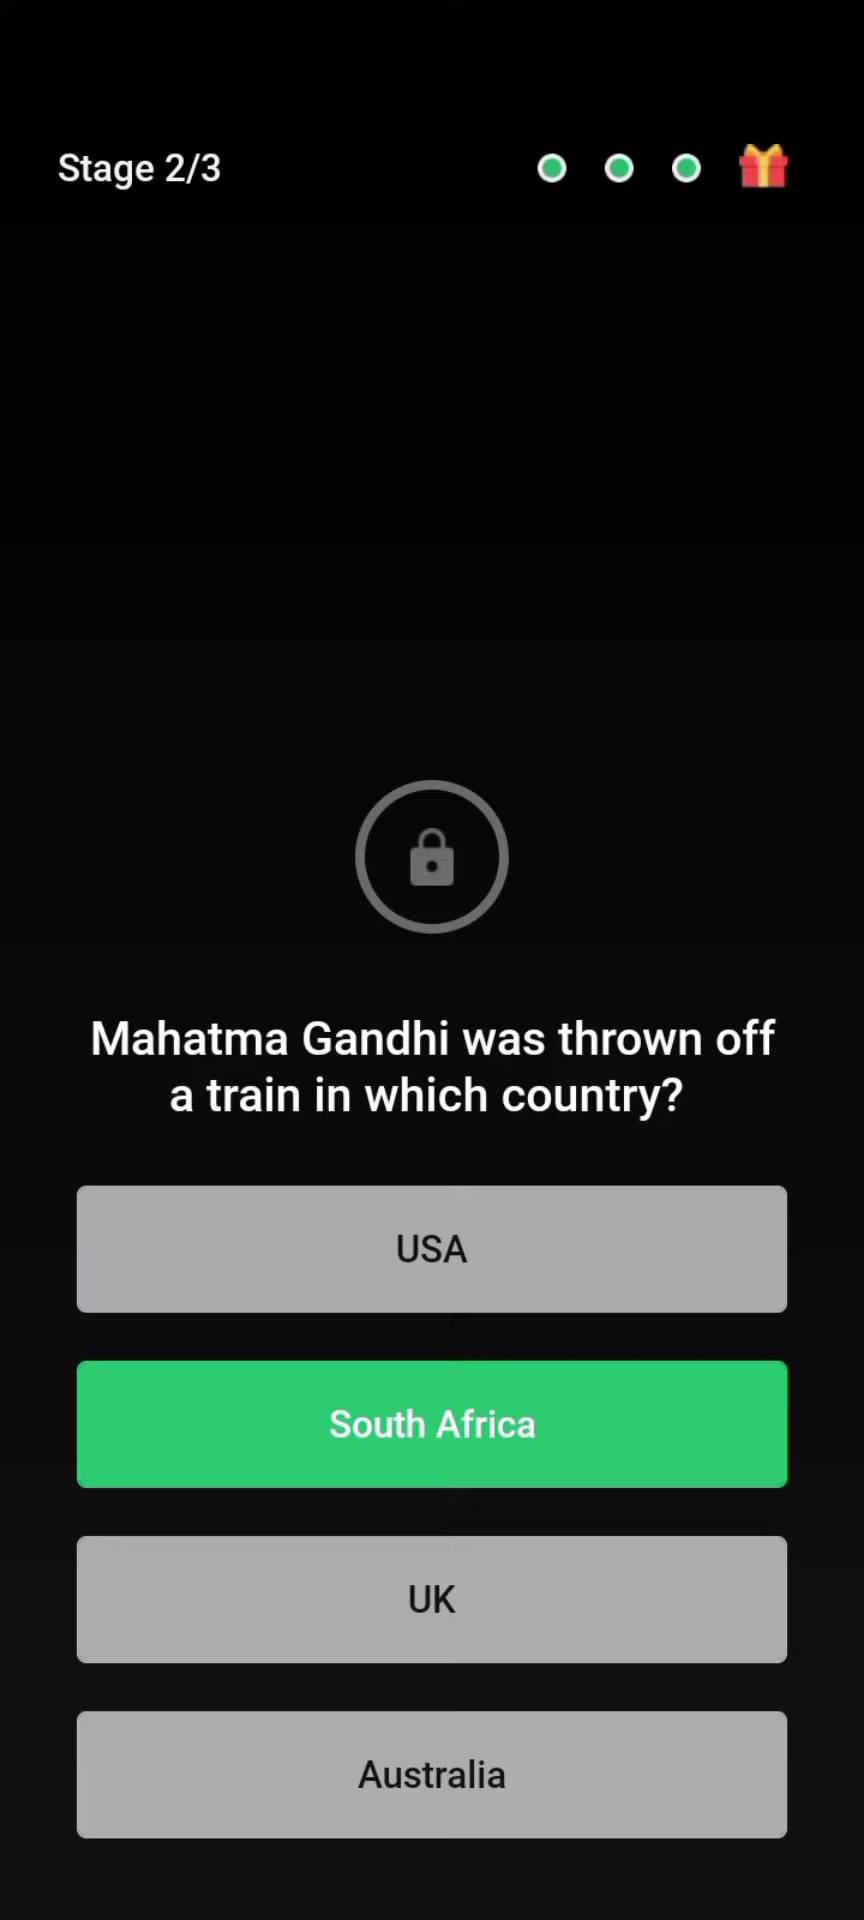 Stage 2/3
Mahatma Gandhi was thrown off
a train in which country?
USA
South Africa
UK
Australia